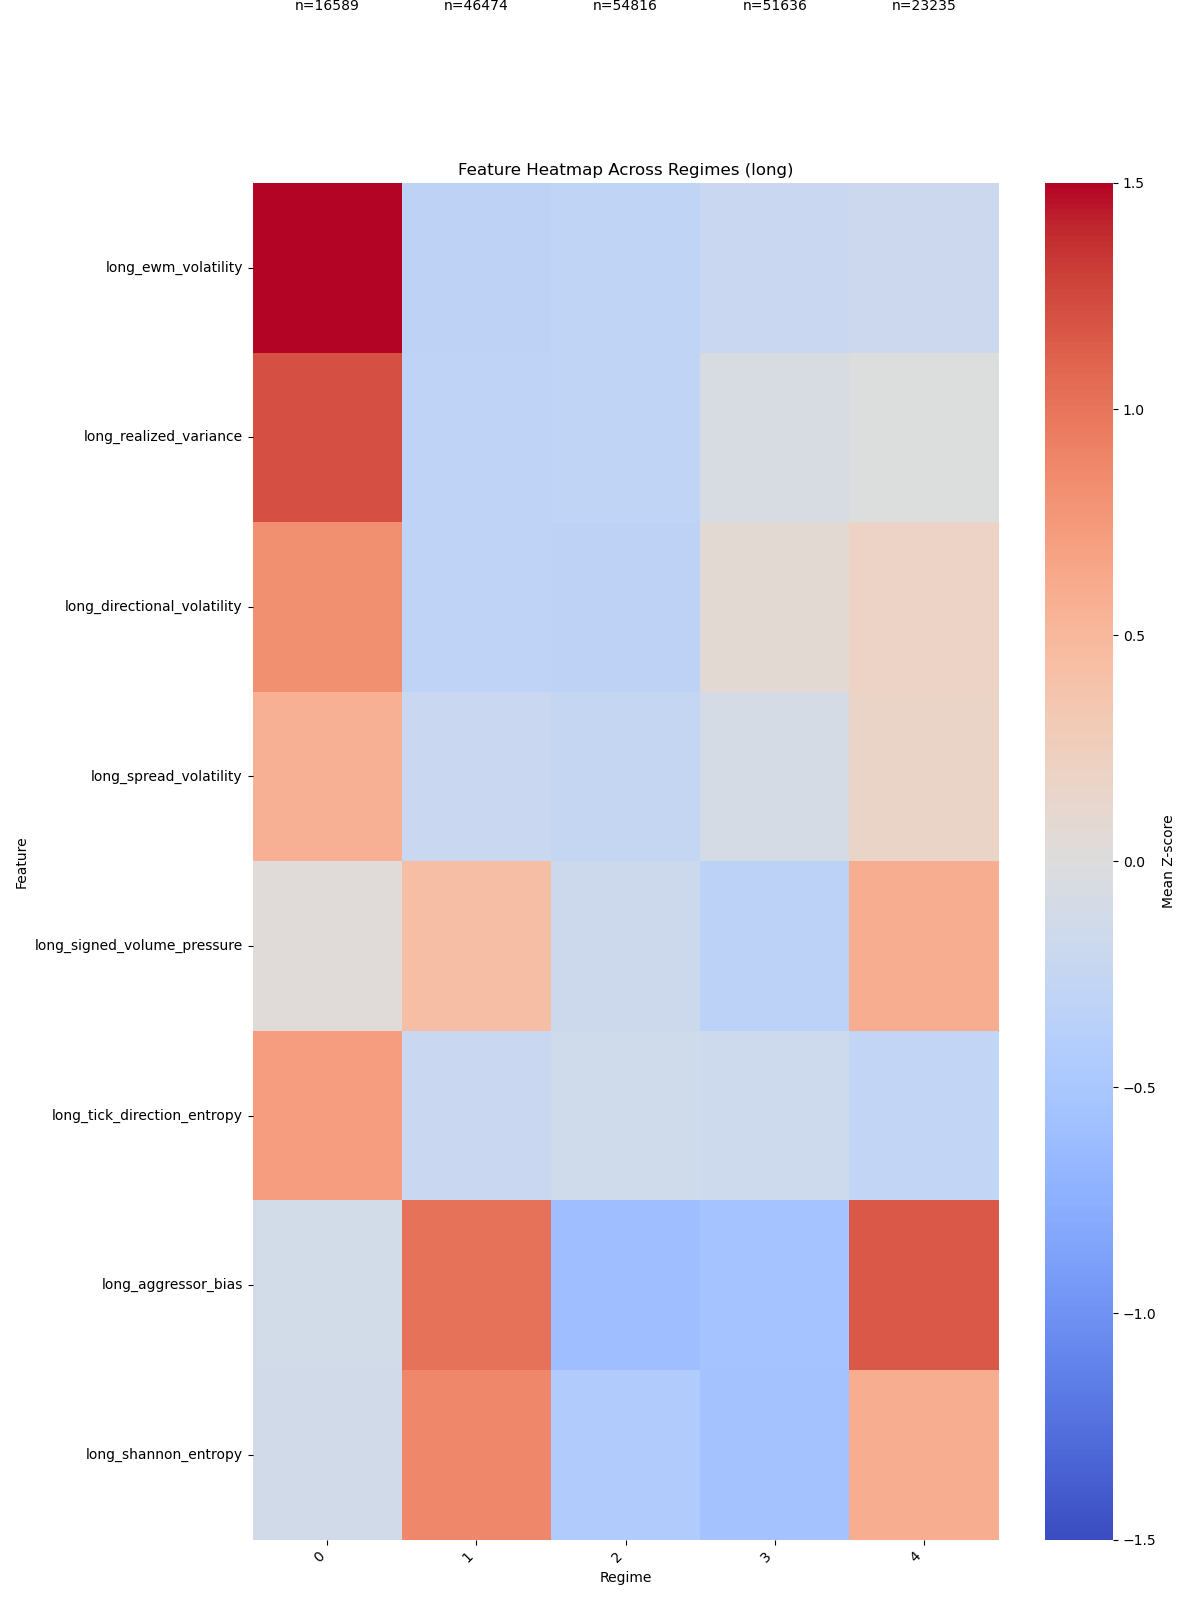 n=16589 n=46474 n=54816 n=51636 n=23235
Feature Heatmap Across Regimes (long)
long_ewm_volatility
long_realized_variance
long_directional_volatility
long_spread_volatility
long_signed_volume_pressure
long_tick_direction_entropy
long_aggressor_bias
long_shannon_entropy
Feature
0 1 2 3 4
Regime
1.5
1.0
0.5
0.0
−0.5
−1.0
−1.5
Mean Z-score